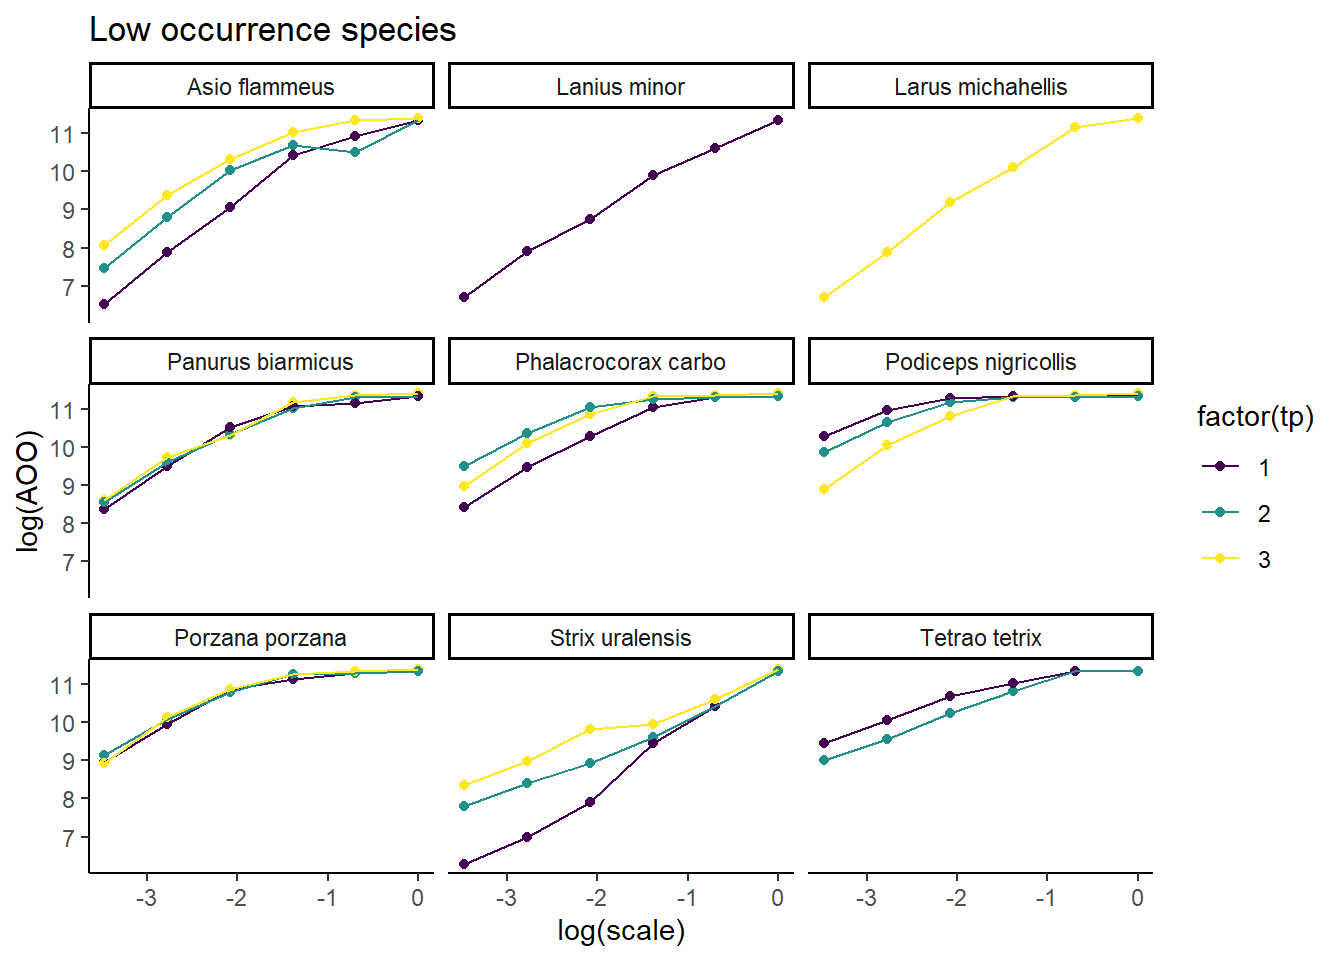 Low occurrence species
Asio flammeus
Lanius minor
Larus michahellis
11
10
9
8
7
Panurus biarmicus
Phalacrocorax carbo
Podiceps nigricollis
11
10
9
8
7
log(AOO)
factor(tp)
1
2
3
Porzana porzana
Strix uralensis
Tetrao tetrix
11
10
9
8
7
-3 -2 -1 0
-3 -2 -1 0
-3 -2 -1 0
log(scale)